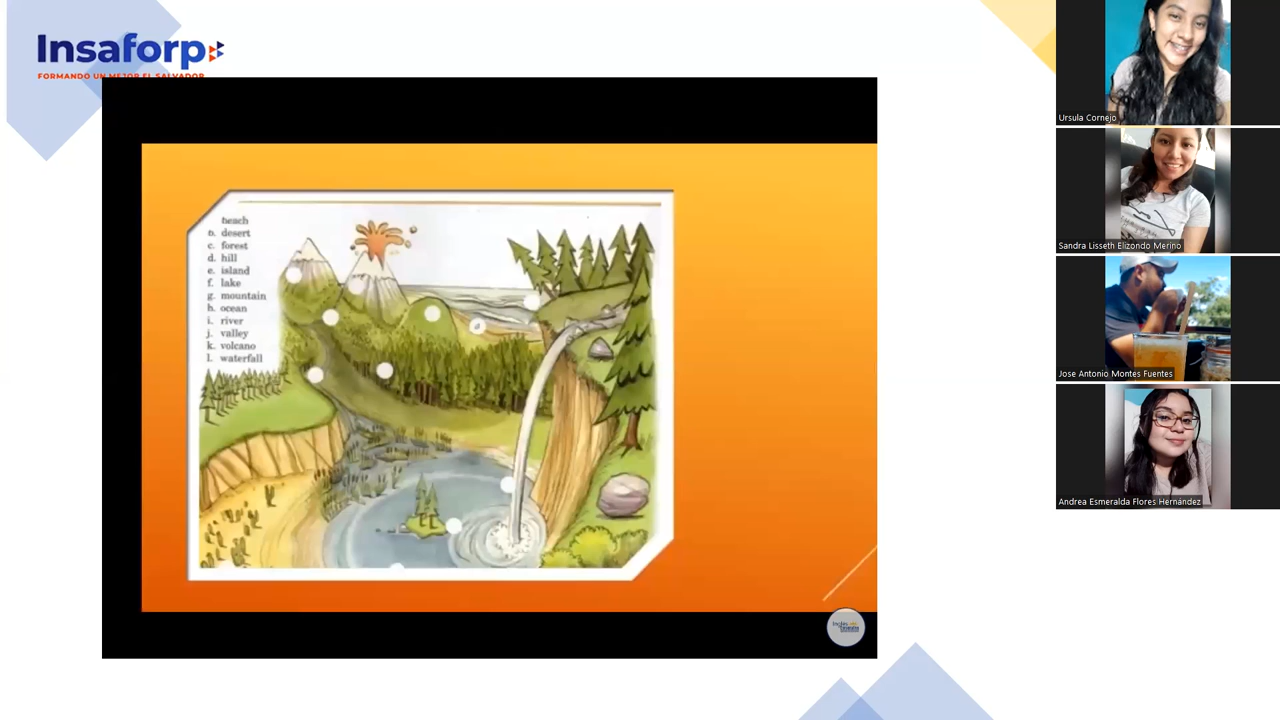 Insaforp
FORMANDO UN MEJOR EL SALVADOR
beach
b. desert
c. forest
d. hill
e. island
f. lake
g. mountain
h. ocean
i. river
j. valley
k. volcano
l. waterfall
Ursula Cornejo
Sandra Lisseth Elizondo Merino
Jose Antonio Montes Fuentes
Andrea Esmeralda Flores Hernández